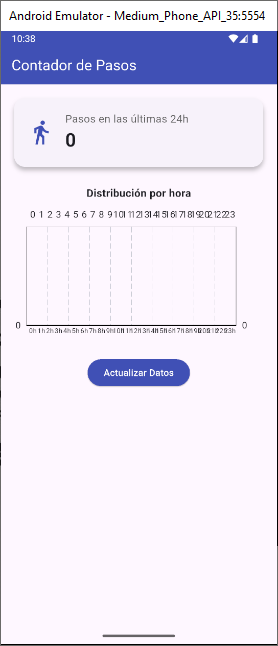 Android Emulator - Medium_Phone_API_35:5554
10:38
Contador de Pasos
Pasos en las últimas 24h
0
Distribución por hora
0 1 2 3 4 5 6 7 8 9 10 11 12 13 14 15 16 17 18 19 20 21 22 23
0 0
0h 1h 2h 3h 4h 5h 6h 7h 8h 9h 10h 11h 12h 13h 14h 15h 16h 17h 18h 19h 20h 21h 22h 23h
Actualizar Datos